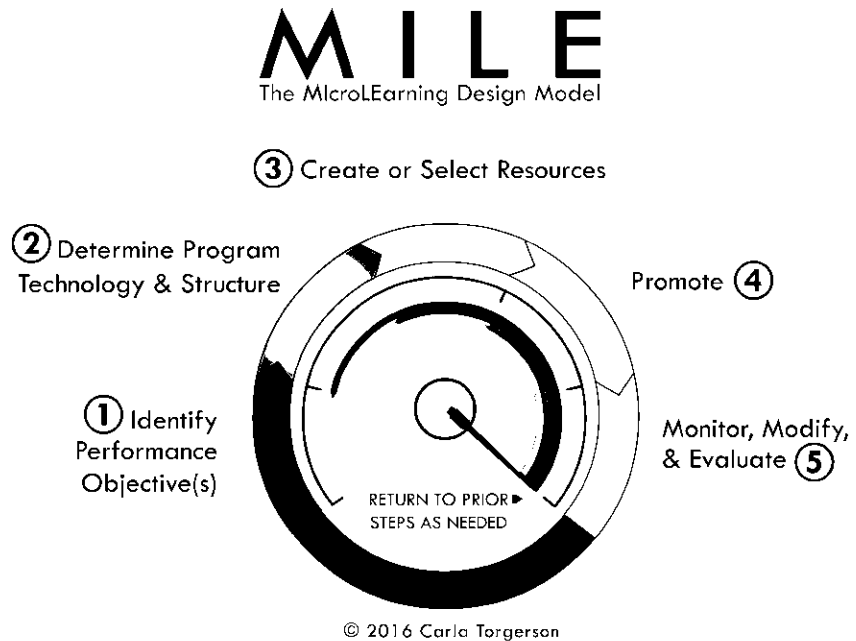 MILE
The MIcroLEarning Design Model
③ Create or Select Resources
② Determine Program
Technology & Structure
Promote ④
① Identify
Performance
Objective(s)
Monitor, Modify,
& Evaluate ⑤
RETURN TO PRIOR
STEPS AS NEEDED
© 2016 Carla Torgerson